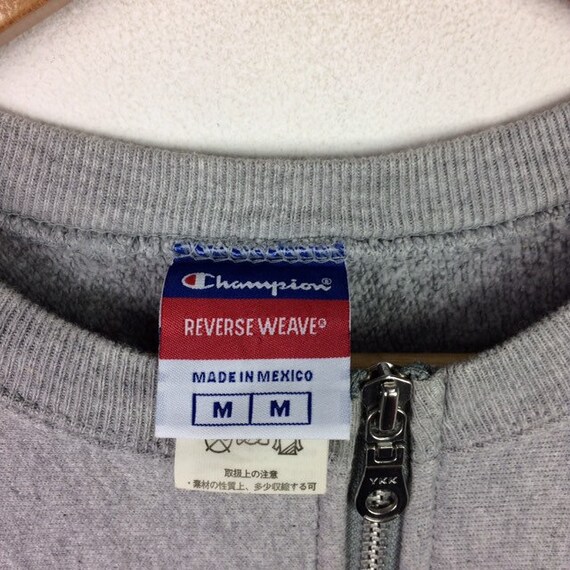 Champion®
REVERSE WEAVE®
MADE IN MEXICO
M M
取扱上の注意
・素材の性質上、多少収縮する可
YKK